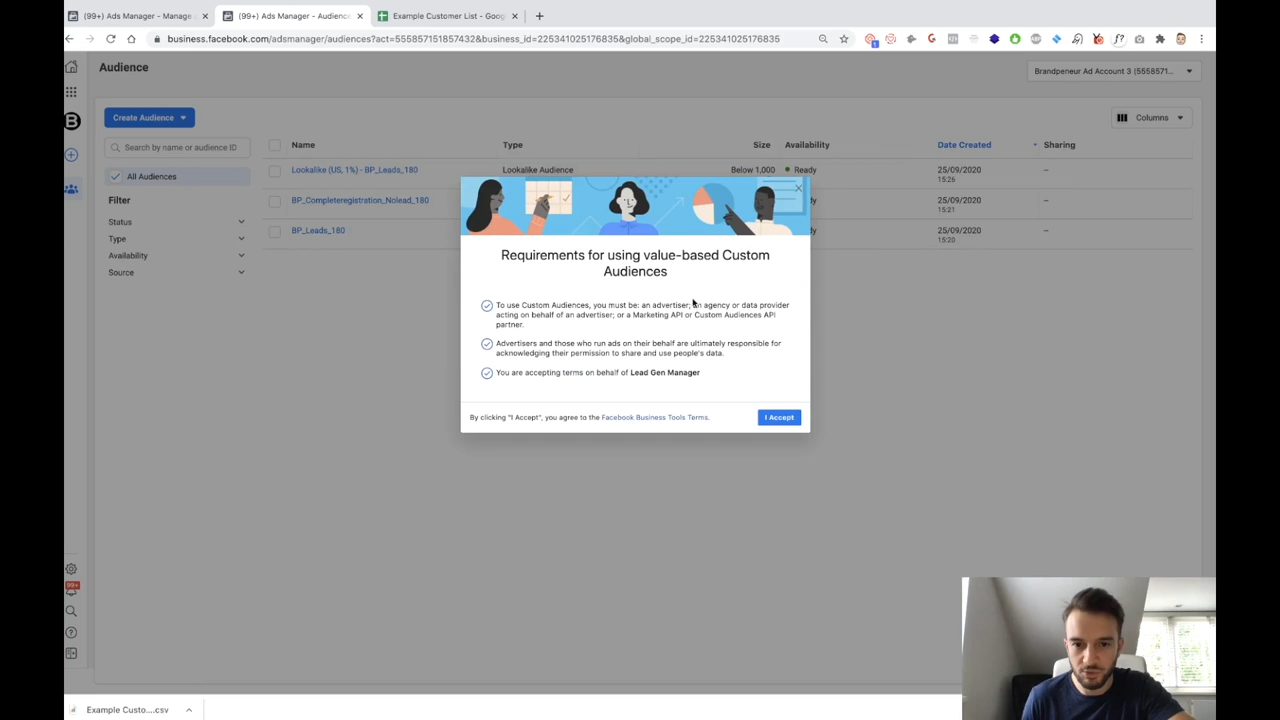 (99+) Ads Manager - Manage
(99+) Ads Manager - Audience
Example Customer List - Goog
business.facebook.com/adsmanager/audiences?act=555857151857432&business_id=225341025176835&global_scope_id=225341025176835
1
f?
Audience
Brandpeneur Ad Account 3 (5558571...
B
Create Audience
Columns
Search by name or audience ID
All Audiences
Filter
Status
Type
Availability
Source
Name Type Size Availability Date Created Sharing
Lookalike (US, 1%) - BP_Leads_180 Lookalike Audience Below 1,000 Ready 25/09/2020 –
15:26
BP_Completeregistration_Nolead_180 25/09/2020 –
15:21
BP_Leads_180 25/09/2020 –
15:20
Requirements for using value-based Custom
Audiences
To use Custom Audiences, you must be: an advertiser; an agency or data provider
acting on behalf of an advertiser; or a Marketing API or Custom Audiences API
partner.
Advertisers and those who run ads on their behalf are ultimately responsible for
acknowledging their permission to share and use people's data.
You are accepting terms on behalf of Lead Gen Manager
By clicking "I Accept", you agree to the Facebook Business Tools Terms.
I Accept
99+
Example Custo....csv